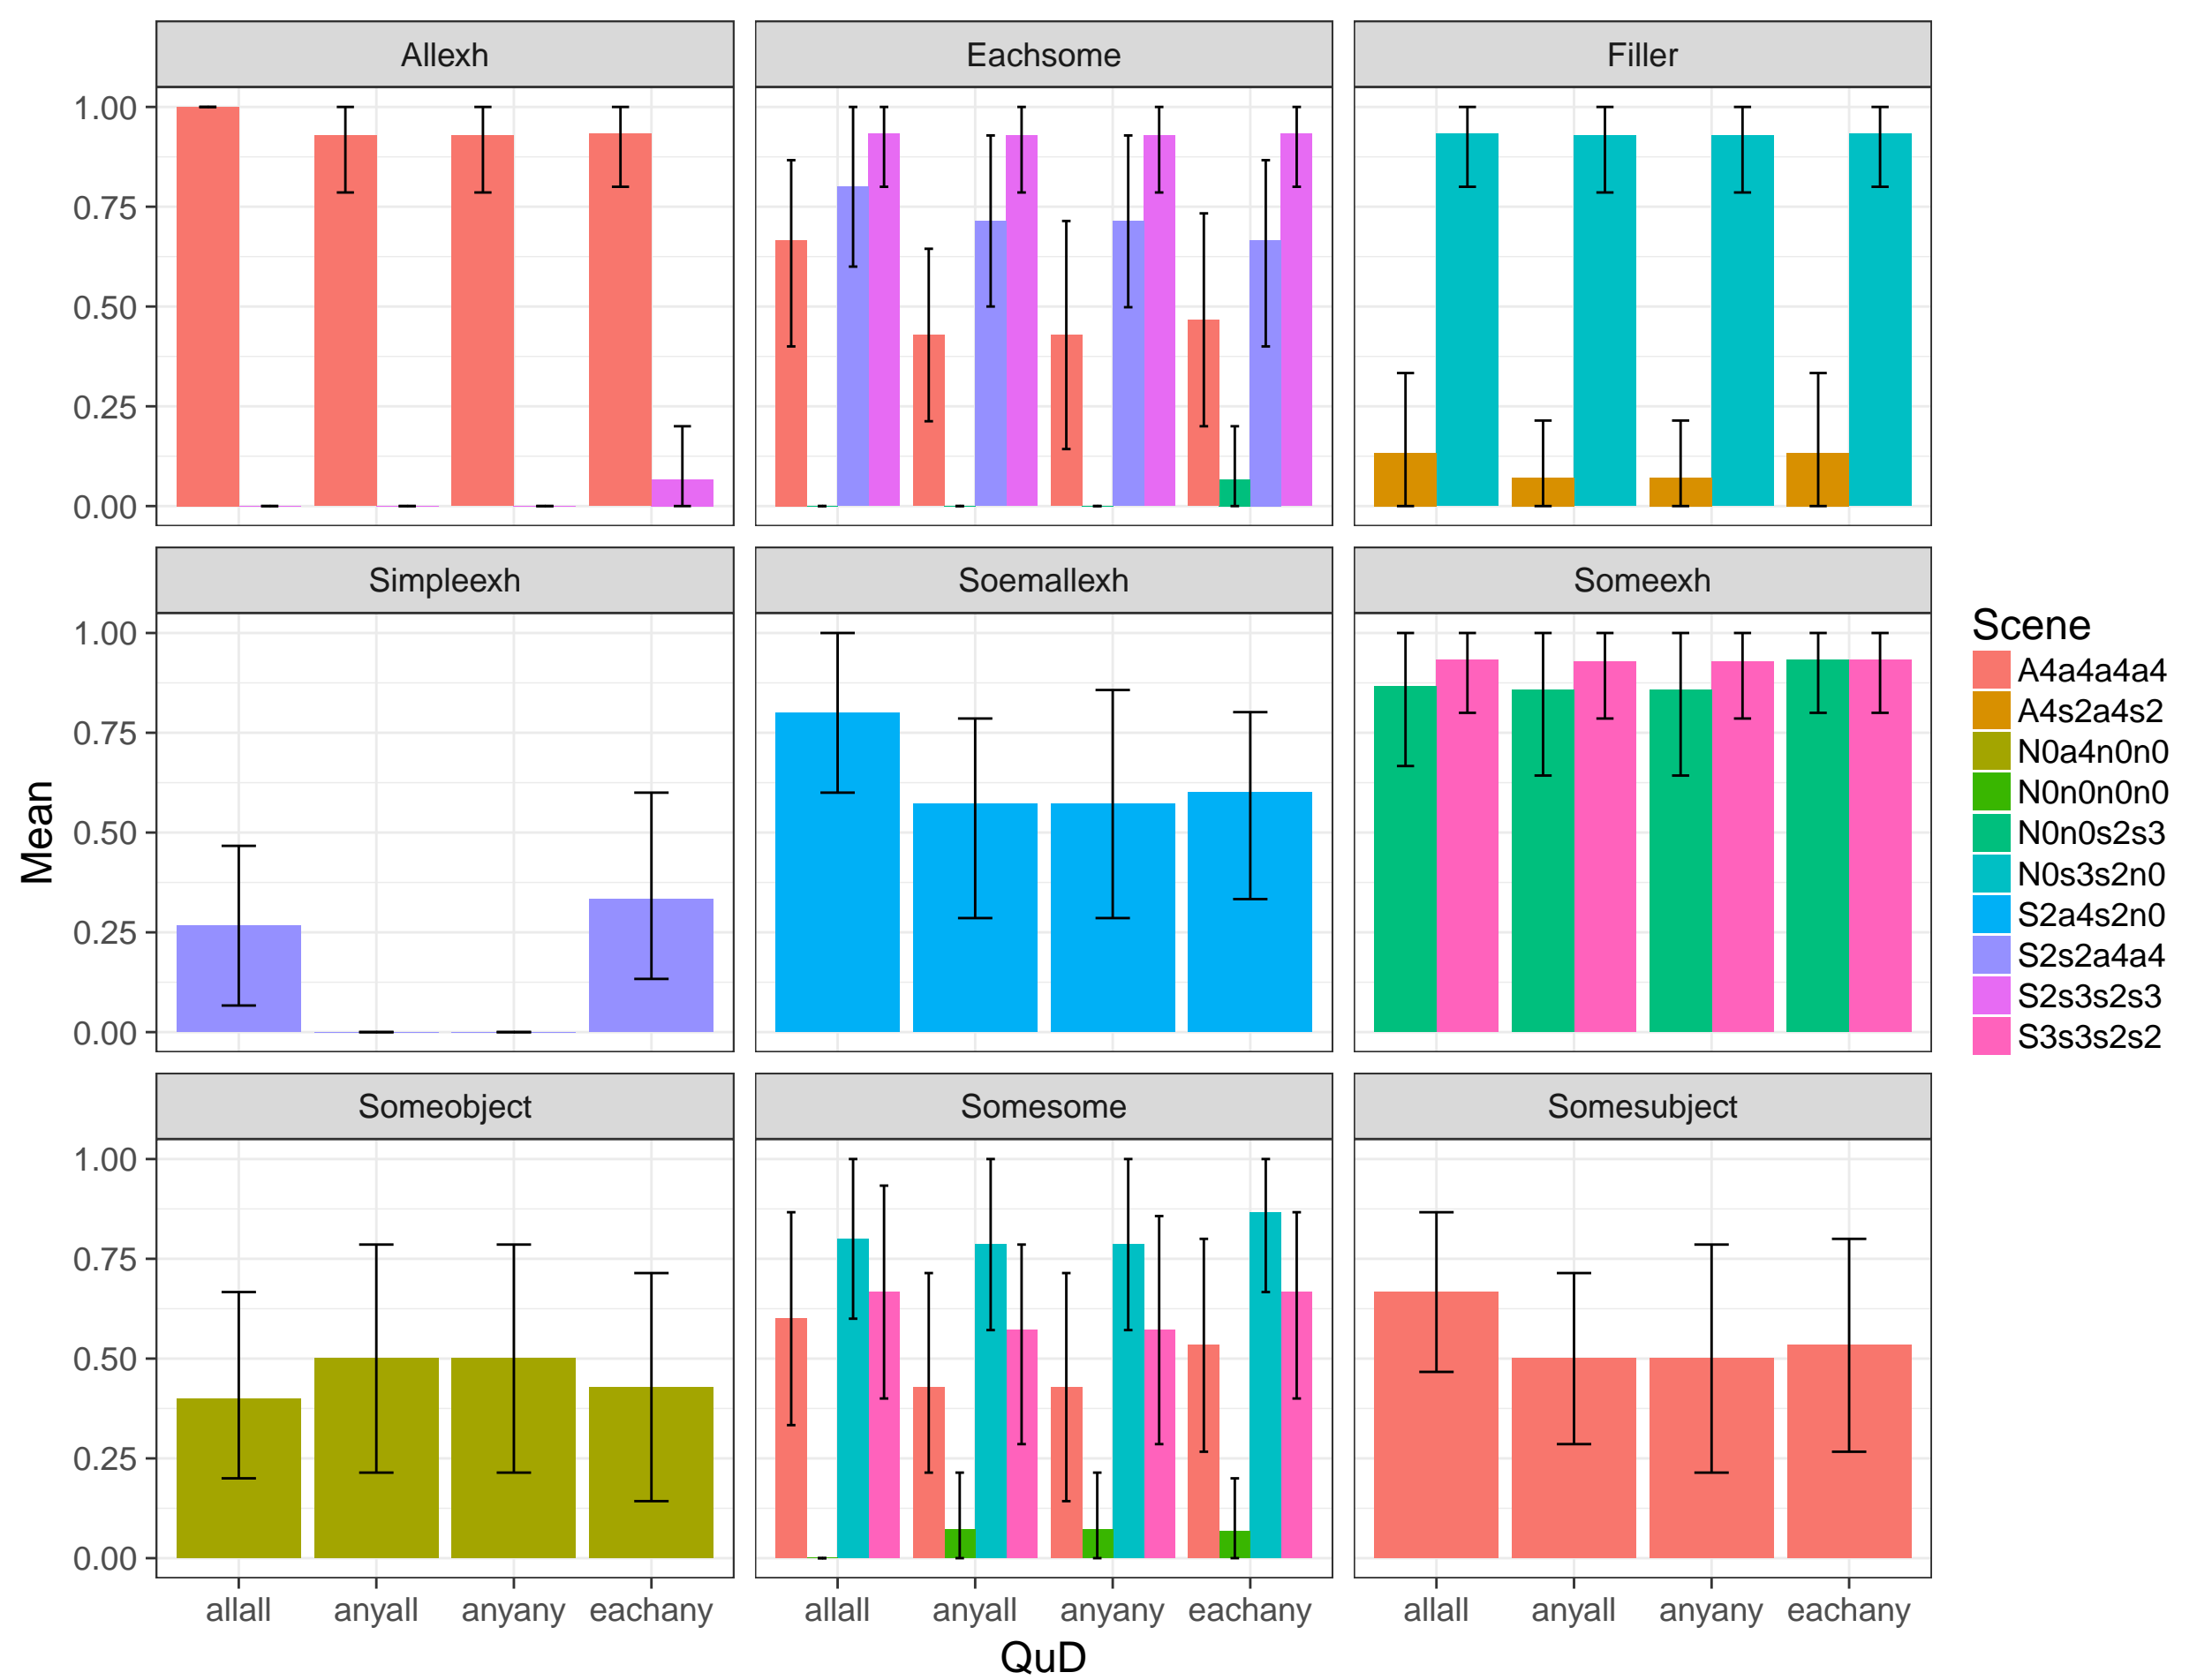 Allexh
Eachsome
Filler
1.00
0.75
0.50
0.25
0.00
Simpleexh
Soemallexh
Someexh
1.00
0.75
0.50
0.25
0.00
Someobject
Somesome
Somesubject
1.00
0.75
0.50
0.25
0.00
allall anyall anyany eachany
allall anyall anyany eachany
allall anyall anyany eachany
QuD
Mean
Scene
A4a4a4a4
A4s2a4s2
N0a4n0n0
N0n0n0n0
N0n0s2s3
N0s3s2n0
S2a4s2n0
S2s2a4a4
S2s3s2s3
S3s3s2s2